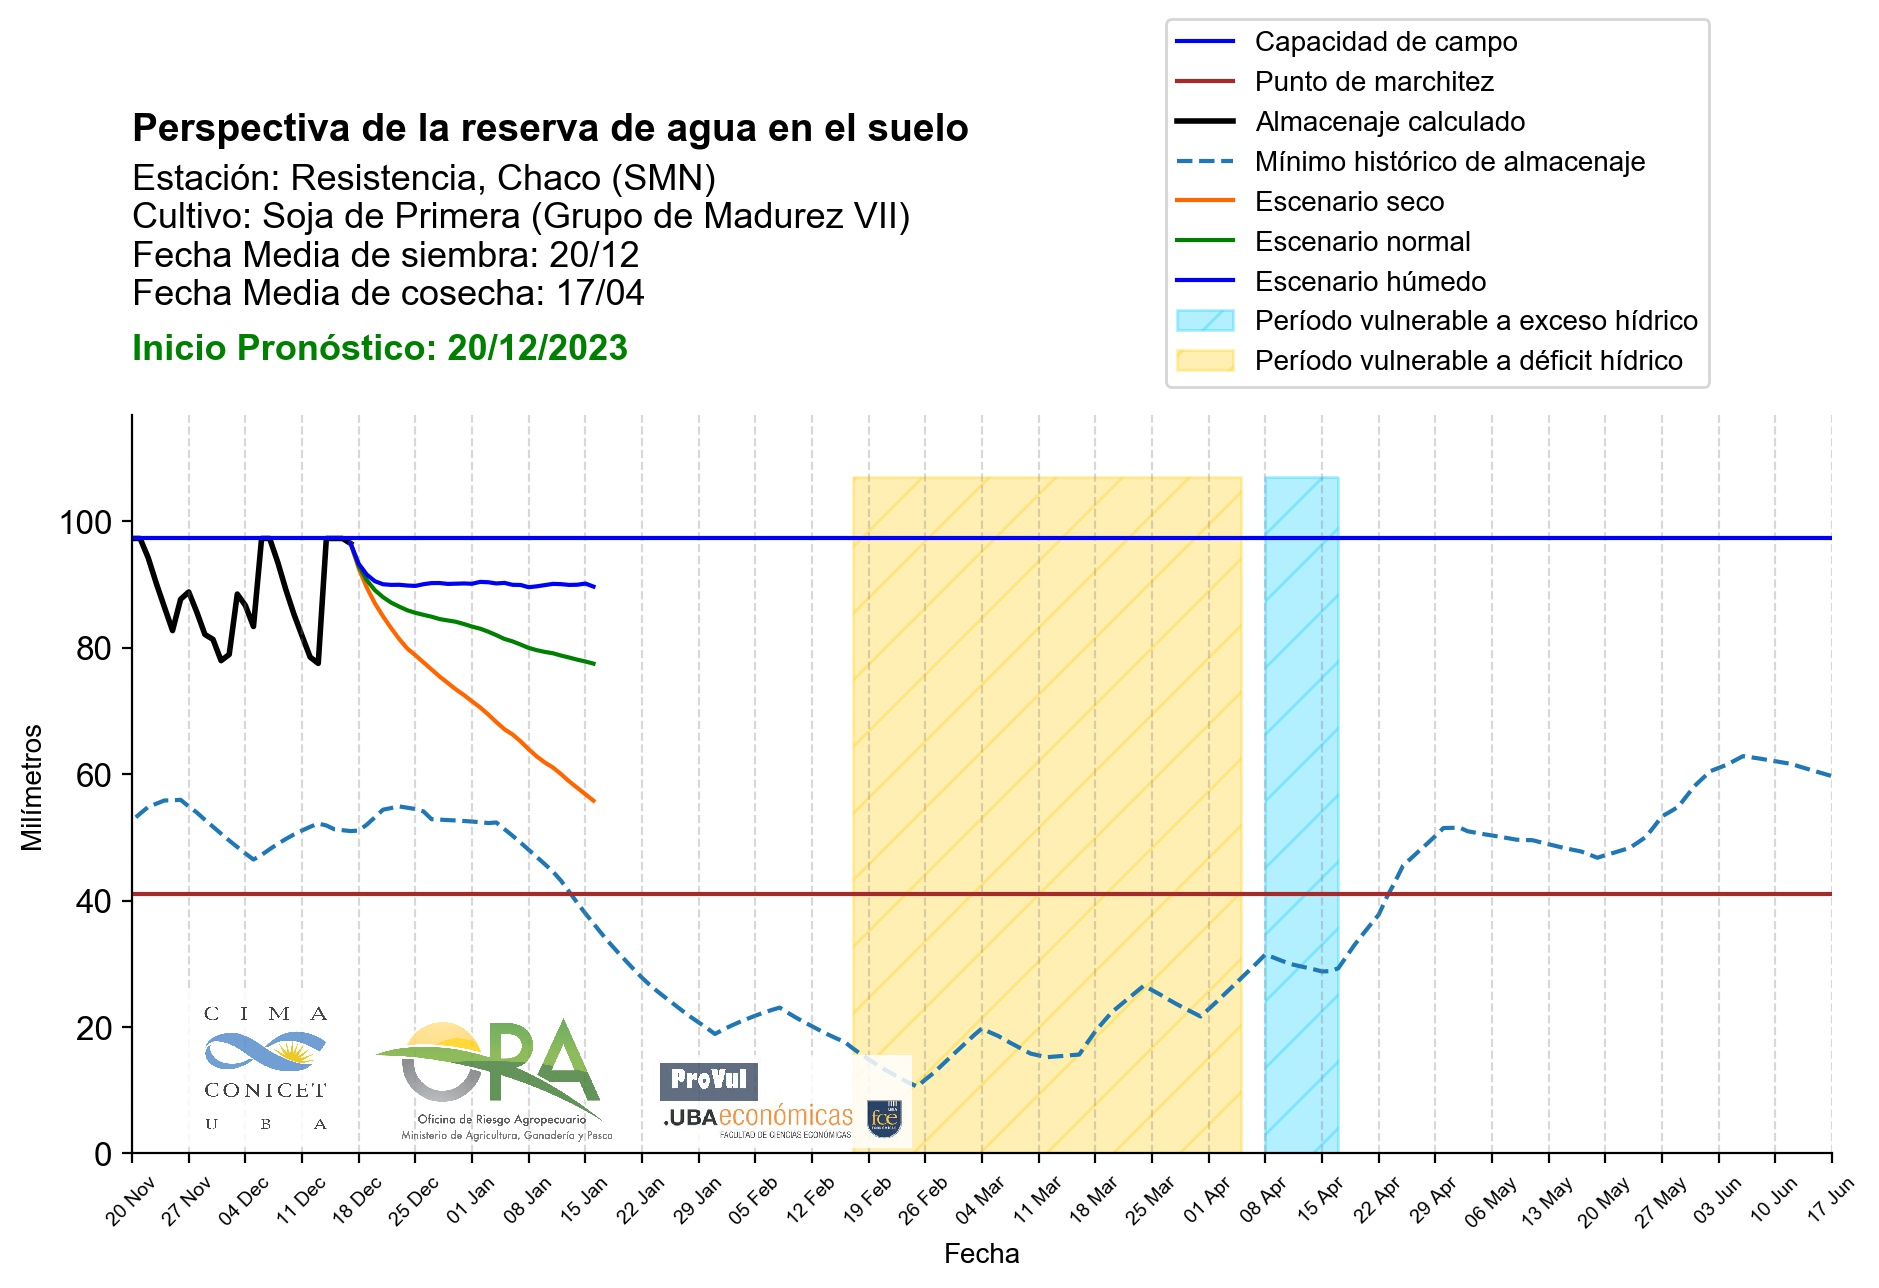 Capacidad de campo
Punto de marchitez
Almacenaje calculado
Mínimo histórico de almacenaje
Escenario seco
Escenario normal
Escenario húmedo
Período vulnerable a exceso hídrico
Período vulnerable a déficit hídrico
Perspectiva de la reserva de agua en el suelo
Estación: Resistencia, Chaco (SMN)
Cultivo: Soja de Primera (Grupo de Madurez VII)
Fecha Media de siembra: 20/12
Fecha Media de cosecha: 17/04
Inicio Pronóstico: 20/12/2023
Milímetros
100
80
60
40
20
0
CIMA
CONICET
UBA
ORA
Oficina de Riesgo Agropecuario
Ministerio de Agricultura, Ganadería y Pesca
ProVul
.UBAeconómicas
FACULTAD DE CIENCIAS ECONÓMICAS
fce
20 Nov
27 Nov
04 Dec
11 Dec
18 Dec
25 Dec
01 Jan
08 Jan
15 Jan
22 Jan
29 Jan
05 Feb
12 Feb
19 Feb
26 Feb
04 Mar
11 Mar
18 Mar
25 Mar
01 Apr
08 Apr
15 Apr
22 Apr
29 Apr
06 May
13 May
20 May
27 May
03 Jun
10 Jun
17 Jun
Fecha